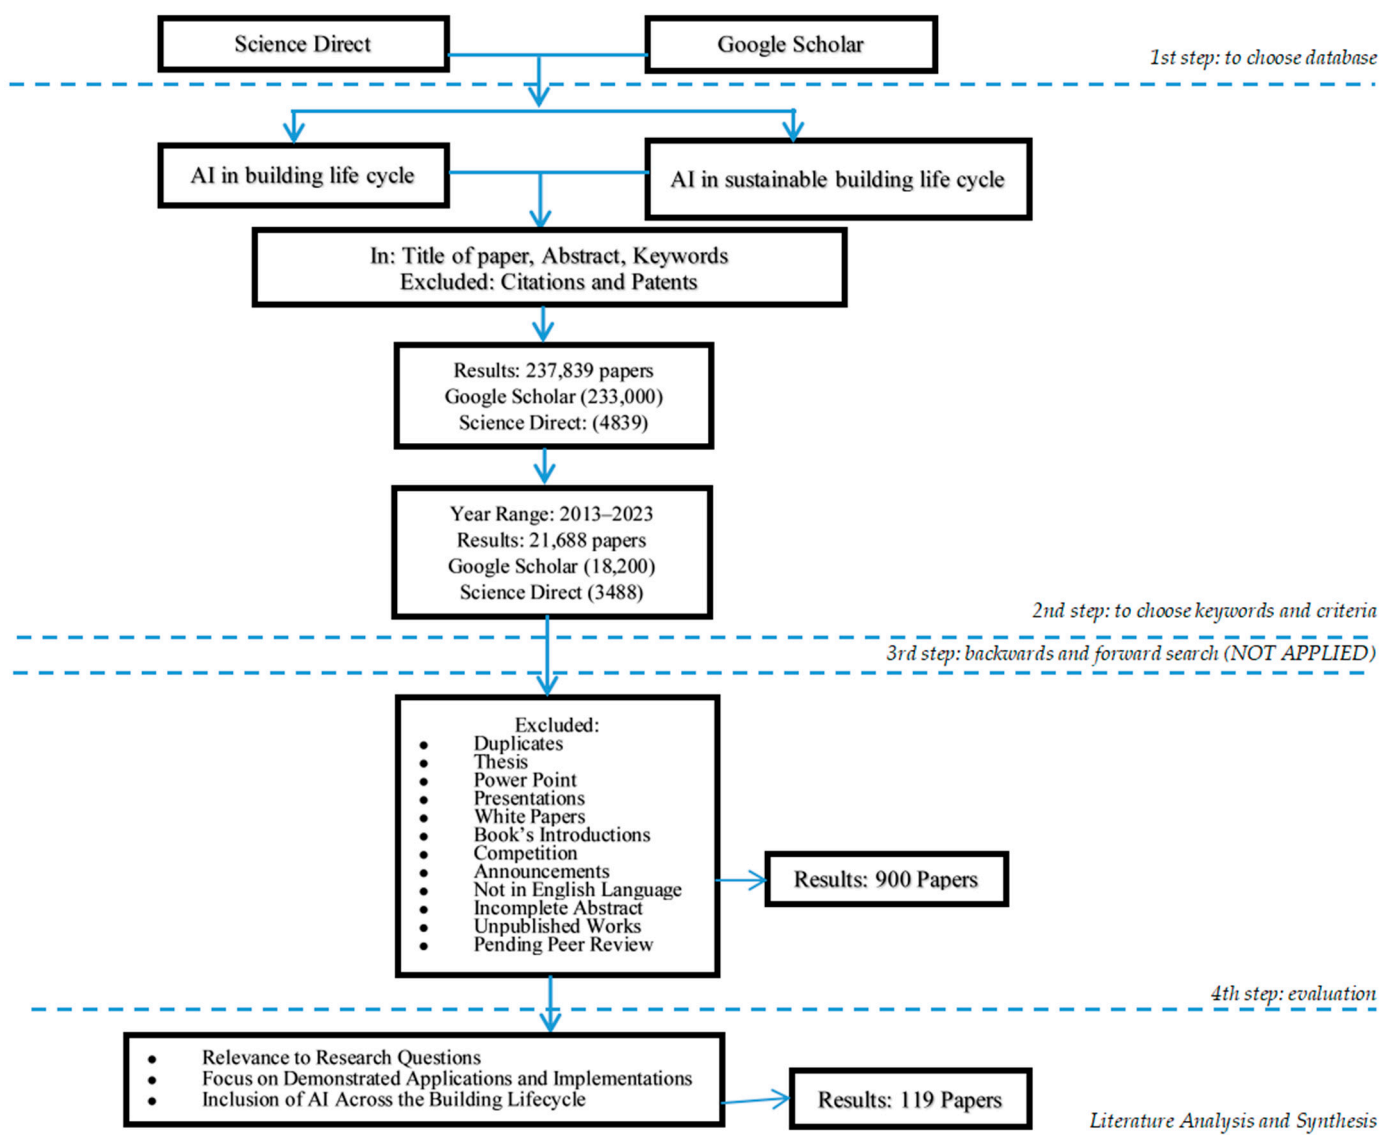 Science Direct
Google Scholar
1st step: to choose database
AI in building life cycle
AI in sustainable building life cycle
In: Title of paper, Abstract, Keywords
Excluded: Citations and Patents
Results: 237,839 papers
Google Scholar (233,000)
Science Direct: (4839)
Year Range: 2013–2023
Results: 21,688 papers
Google Scholar (18,200)
Science Direct (3488)
2nd step: to choose keywords and criteria
3rd step: backwards and forward search (NOT APPLIED)
Excluded:
● Duplicates
● Thesis
● Power Point
● Presentations
● White Papers
● Book’s Introductions
● Competition
● Announcements
● Not in English Language
● Incomplete Abstract
● Unpublished Works
● Pending Peer Review
Results: 900 Papers
4th step: evaluation
● Relevance to Research Questions
● Focus on Demonstrated Applications and Implementations
● Inclusion of AI Across the Building Lifecycle
Results: 119 Papers
Literature Analysis and Synthesis